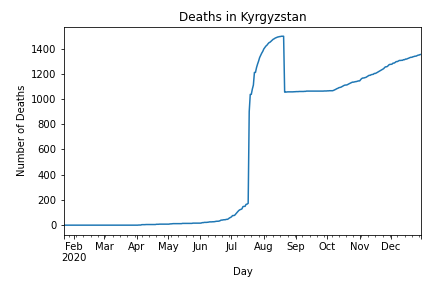 Deaths in Kyrgyzstan
Number of Deaths
1400
1200
1000
800
600
400
200
0
Feb Mar Apr May Jun Jul Aug Sep Oct Nov Dec
2020
Day